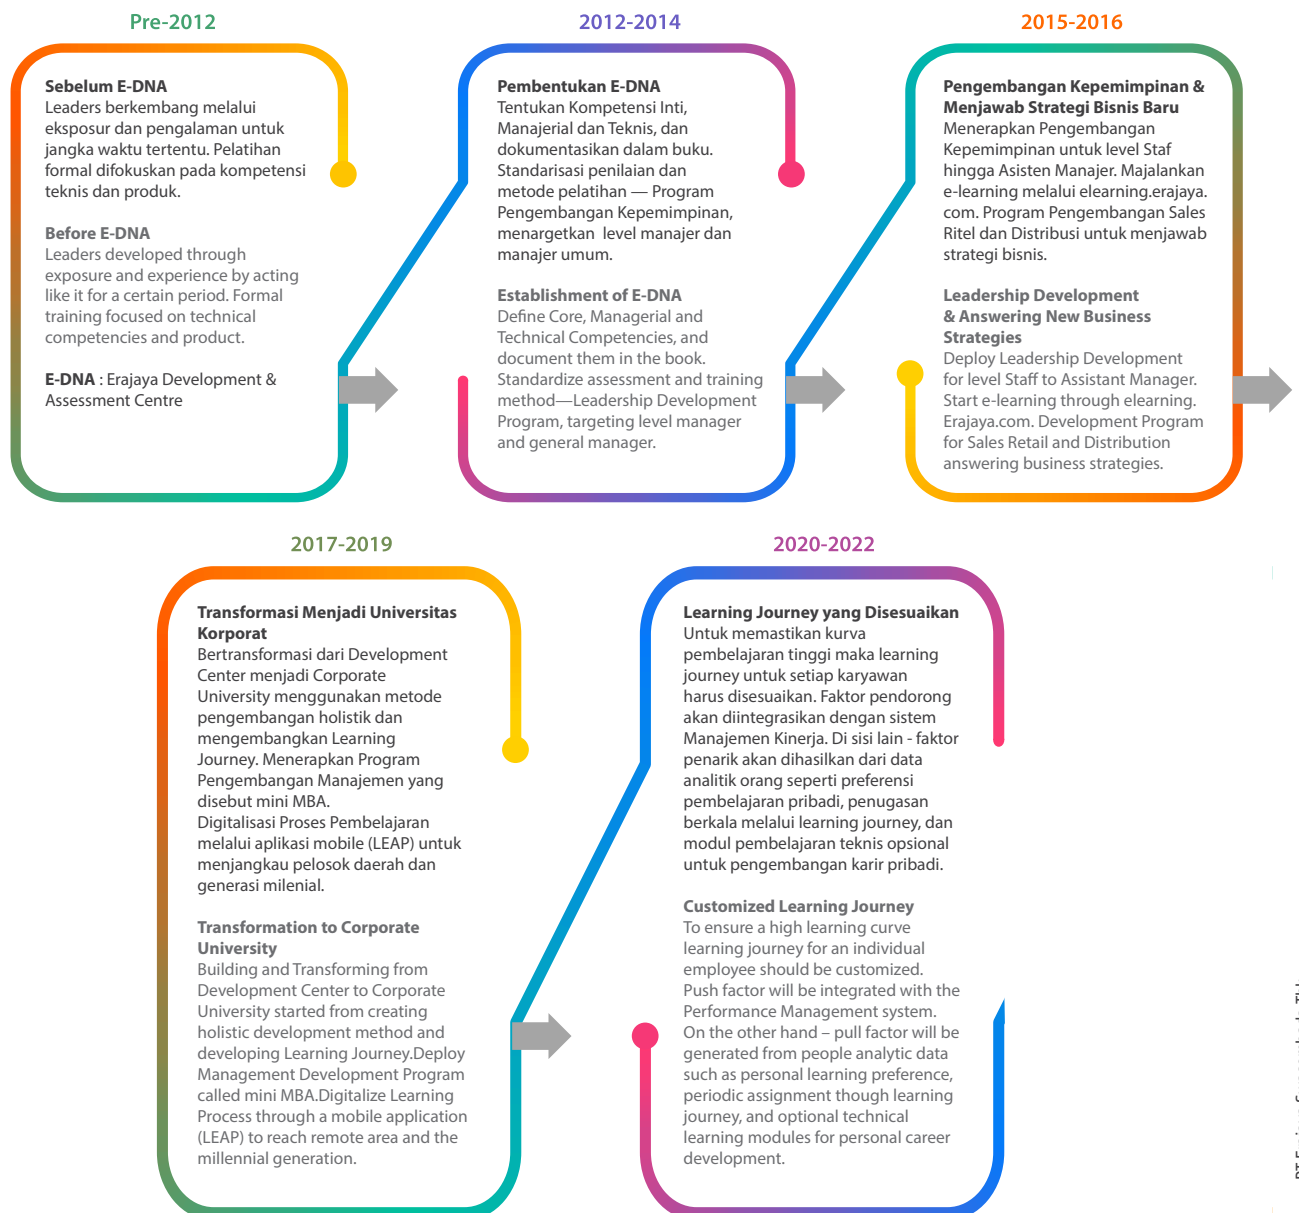 Pre-2012
Sebelum E-DNA
Leaders berkembang melalui
eksposur dan pengalaman untuk
jangka waktu tertentu. Pelatihan
formal difokuskan pada kompetensi
teknis dan produk.
Before E-DNA
Leaders developed through
exposure and experience by acting
like it for a certain period. Formal
training focused on technical
competencies and product.
E-DNA : Erajaya Development &
Assessment Centre
2012-2014
Pembentukan E-DNA
Tentukan Kompetensi Inti,
Manajerial dan Teknis, dan
dokumentasikan dalam buku.
Standarisasi penilaian dan
metode pelatihan — Program
Pengembangan Kepemimpinan,
menargetkan level manajer dan
manajer umum.
Establishment of E-DNA
Define Core, Managerial and
Technical Competencies, and
document them in the book.
Standardize assessment and training
method—Leadership Development
Program, targeting level manager
and general manager.
2015-2016
Pengembangan Kepemimpinan &
Menjawab Strategi Bisnis Baru
Menerapkan Pengembangan
Kepemimpinan untuk level Staf
hingga Asisten Manajer. Majalankan
e-learning melalui elearning.erajaya.
com. Program Pengembangan Sales
Ritel dan Distribusi untuk menjawab
strategi bisnis.
Leadership Development
& Answering New Business
Strategies
Deploy Leadership Development
for level Staff to Assistant Manager.
Start e-learning through elearning.
Erajaya.com. Development Program
for Sales Retail and Distribution
answering business strategies.
2017-2019
Transformasi Menjadi Universitas
Korporat
Bertransformasi dari Development
Center menjadi Corporate
University menggunakan metode
pengembangan holistik dan
mengembangkan Learning
Journey. Menerapkan Program
Pengembangan Manajemen yang
disebut mini MBA.
Digitalisasi Proses Pembelajaran
melalui aplikasi mobile (LEAP) untuk
menjangkau pelosok daerah dan
generasi milenial.
Transformation to Corporate
University
Building and Transforming from
Development Center to Corporate
University started from creating
holistic development method and
developing Learning Journey.Deploy
Management Development Program
called mini MBA.Digitalize Learning
Process through a mobile application
(LEAP) to reach remote area and the
millennial generation.
2020-2022
Learning Journey yang Disesuaikan
Untuk memastikan kurva
pembelajaran tinggi maka learning
journey untuk setiap karyawan
harus disesuaikan. Faktor pendorong
akan diintegrasikan dengan sistem
Manajemen Kinerja. Di sisi lain - faktor
penarik akan dihasilkan dari data
analitik orang seperti preferensi
pembelajaran pribadi, penugasan
berkala melalui learning journey, dan
modul pembelajaran teknis opsional
untuk pengembangan karir pribadi.
Customized Learning Journey
To ensure a high learning curve
learning journey for an individual
employee should be customized.
Push factor will be integrated with the
Performance Management system.
On the other hand – pull factor will be
generated from people analytic data
such as personal learning preference,
periodic assignment though learning
journey, and optional technical
learning modules for personal career
development.